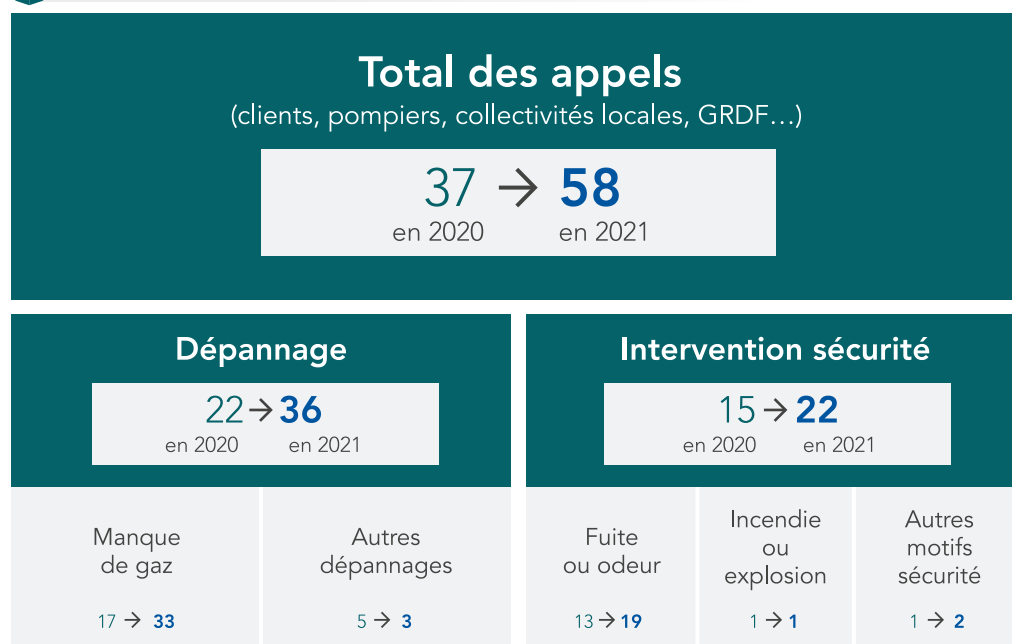 Total des appels
(clients, pompiers, collectivités locales, GRDF...)
37 → 58
en 2020 en 2021
Dépannage
22 → 36
en 2020 en 2021
Manque
de gaz
17 → 33
Autres
dépannages
5 → 3
Intervention sécurité
15 → 22
en 2020 en 2021
Fuite
ou odeur
13 → 19
Incendie
ou
explosion
1 → 1
Autres
motifs
sécurité
1 → 2